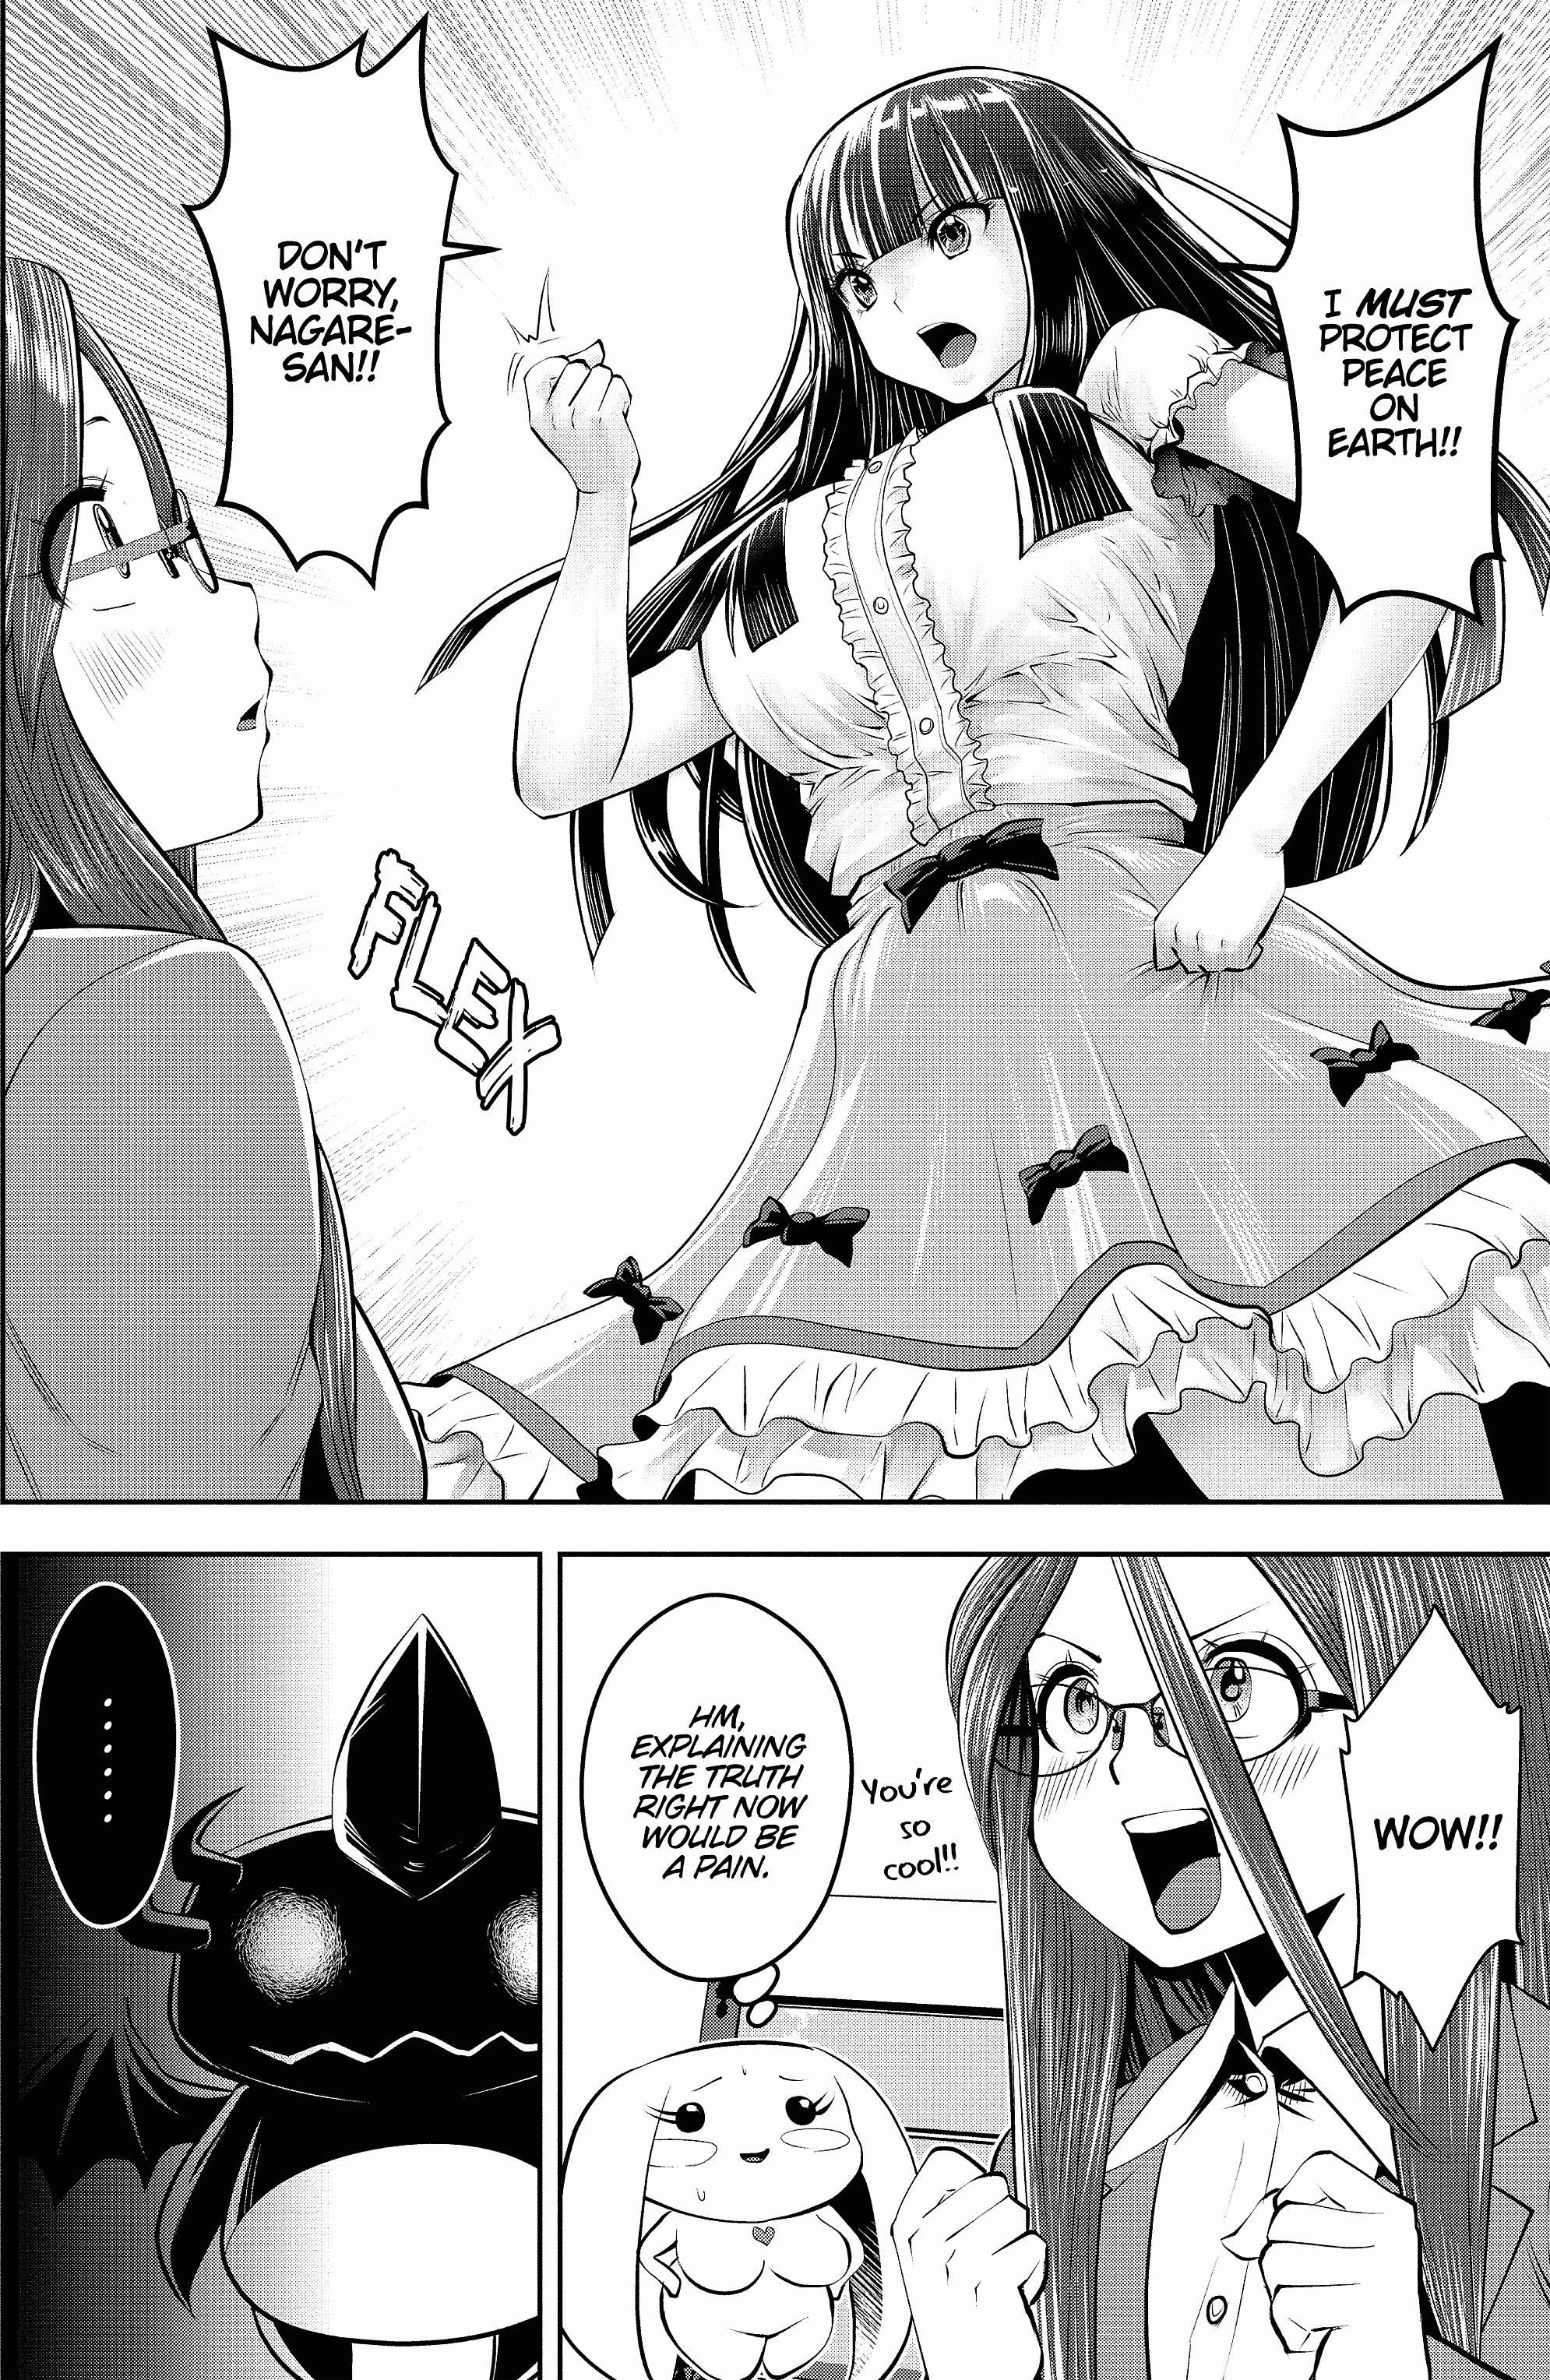 I MUST
PROTECT
PEACE
ON
EARTH!!
DON'T
WORRY,
NAGARE-
SAN!!
FLEX
WOW!!
You're
so
cool!!
HM,
EXPLAINING
THE TRUTH
RIGHT NOW
WOULD BE
A PAIN.
......